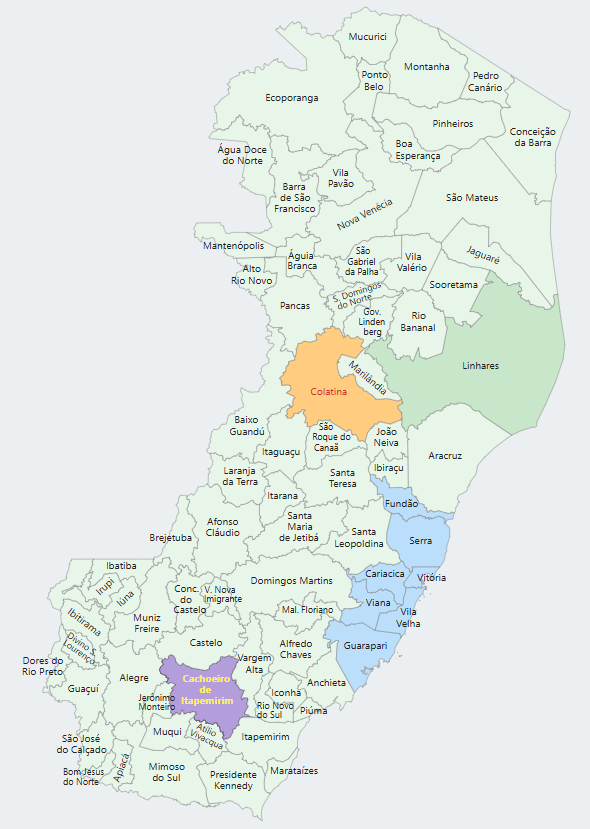 Mucurici
Montanha
Ponto
Belo
Pedro
Canário
Ecoporanga
Pinheiros
Conceição
da Barra
Boa
Esperança
Água Doce
do Norte
Vila
Pavão
Barra
de São
Francisco
São Mateus
Nova Venécia
Mantenópolis
Águia
Branca
São
Gabriel
da Palha
Vila
Valério
Jaguaré
Alto
Rio Novo
Sooretama
S. Domingos
do Norte
Pancas
Gov.
Linden
berg
Rio
Bananal
Linhares
Marilândia
Colatina
Baixo
Guandú
São
Roque do
Canaã
João
Neiva
Itaguaçu
Aracruz
Ibiraçu
Laranja
da Terra
Santa
Teresa
Itarana
Fundão
Afonso
Cláudio
Santa
Maria
de Jetibá
Brejetuba
Santa
Leopoldina
Serra
Ibatiba
Irupi
Iúna
Cariacica
Vitória
Domingos Martins
Conc.
do
Castelo
V. Nova
Imigrante
Viana
Mal. Floriano
Vila
Velha
Ibitirama
Muniz
Freire
Divino S.
Lourenço
Castelo
Alfredo
Chaves
Guarapari
Dores do
Rio Preto
Vargem
Alta
Alegre
Cachoeiro
de
Itapemirim
Anchieta
Guaçuí
Iconha
Jerônimo
Monteiro
Rio Novo
do Sul
Piúma
São José
do Calçado
Muqui
Atílio
Vivacqua
Itapemirim
Apiacá
Bom Jesus
do Norte
Mimoso
do Sul
Presidente
Kennedy
Marataízes